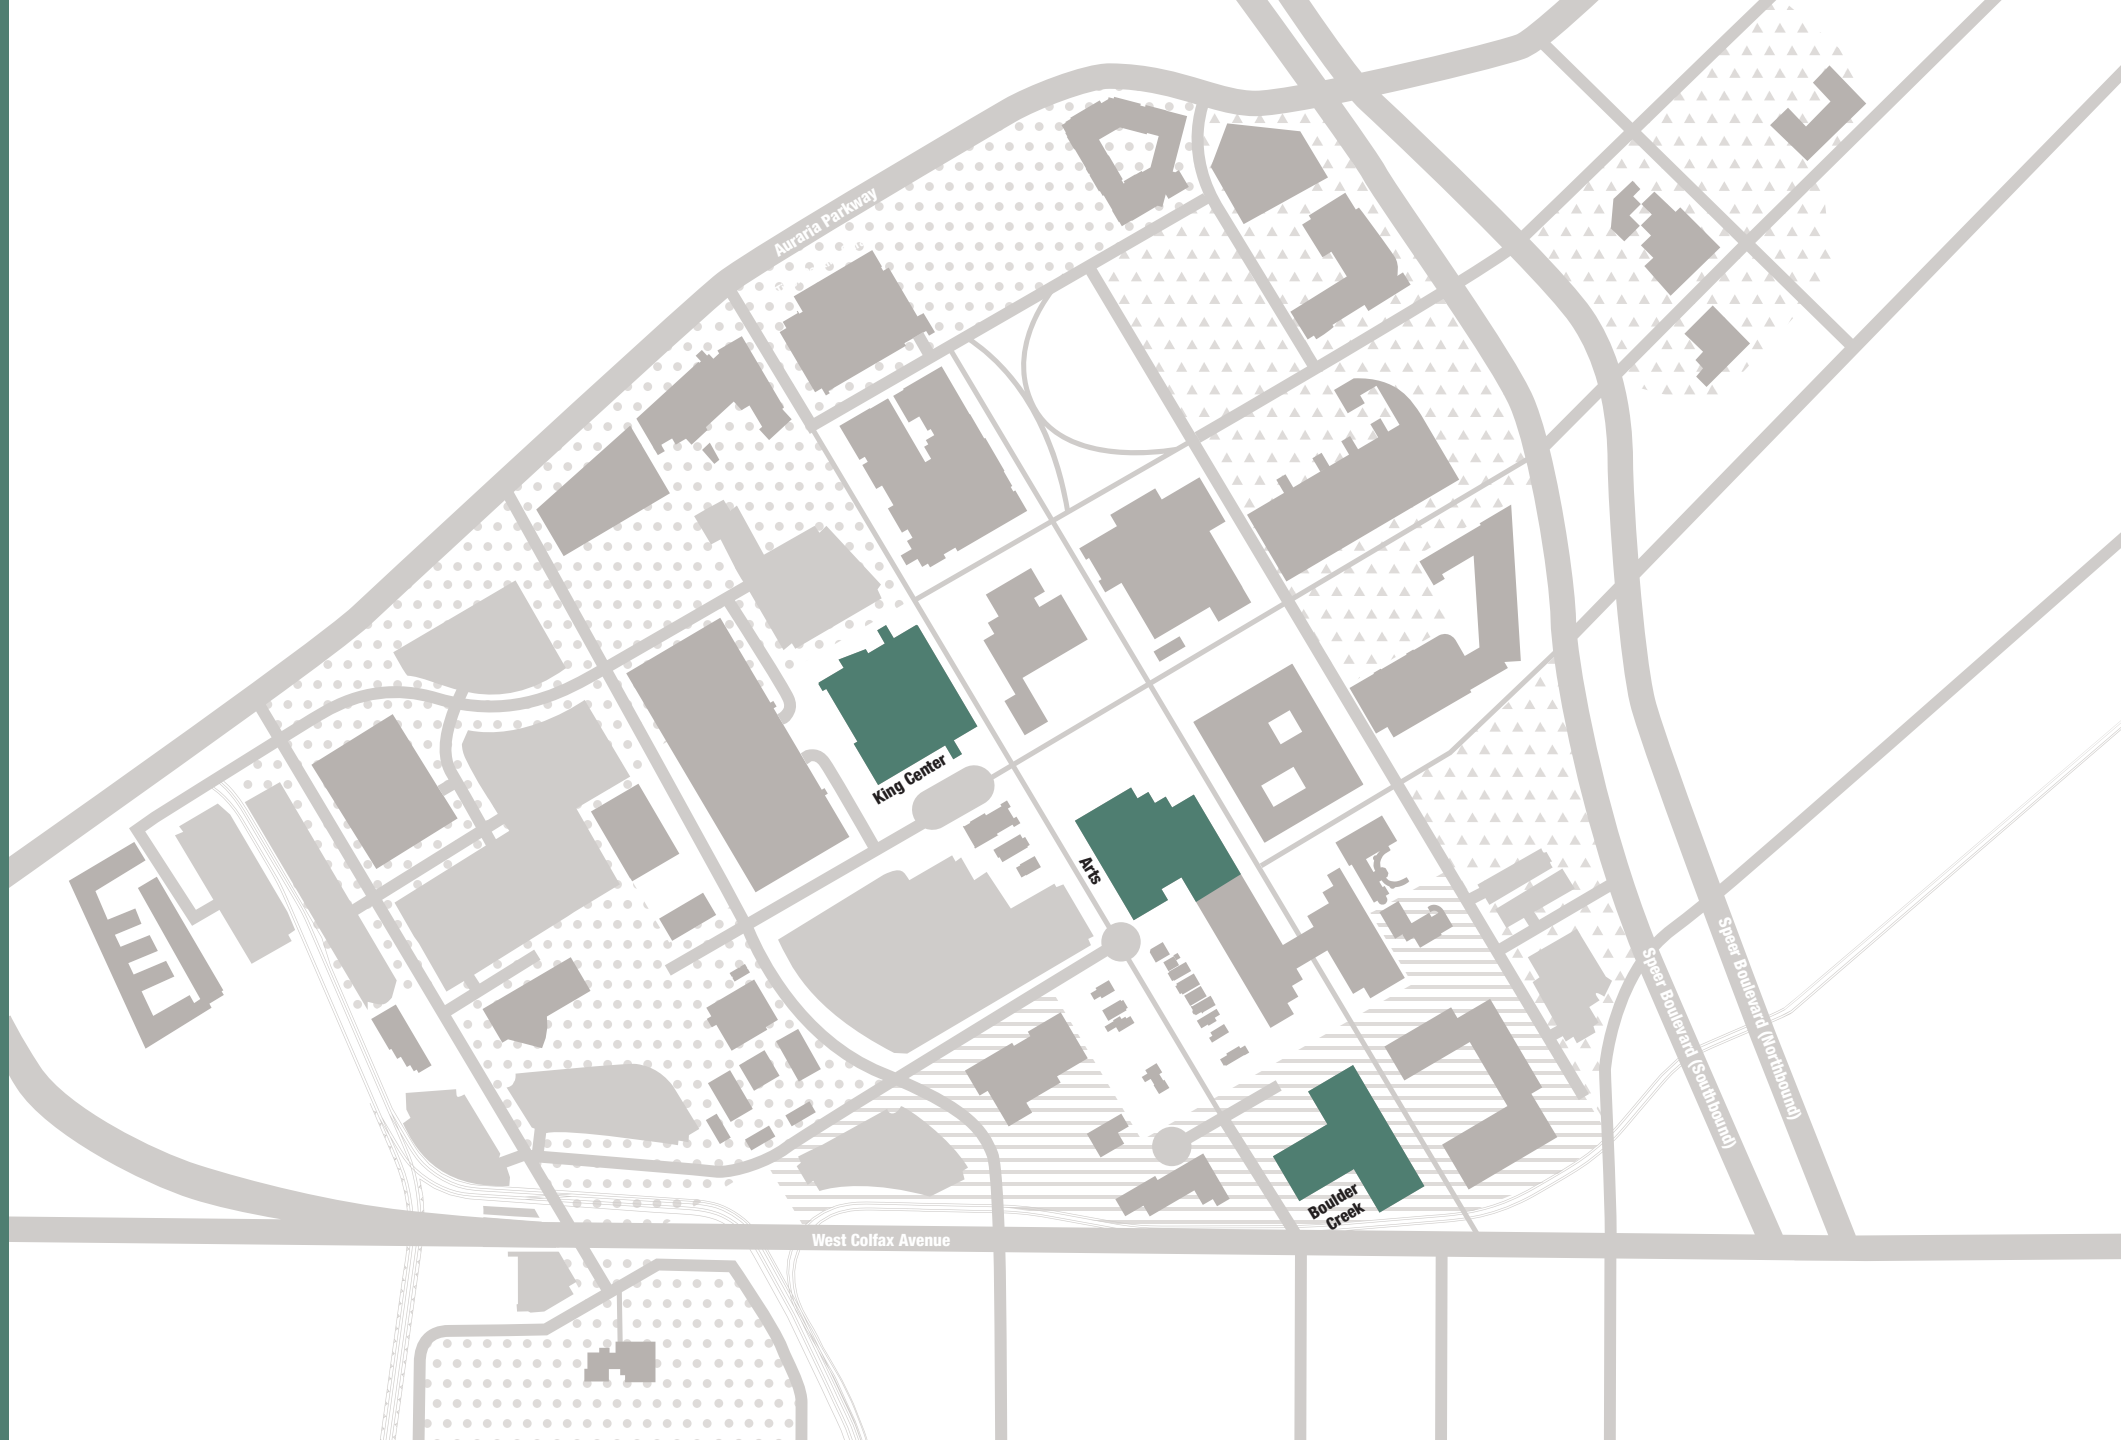 Auraria Parkway
King Center
Arts
Speer Boulevard (Southbound)
Speer Boulevard (Northbound)
Boulder
Creek
West Colfax Avenue